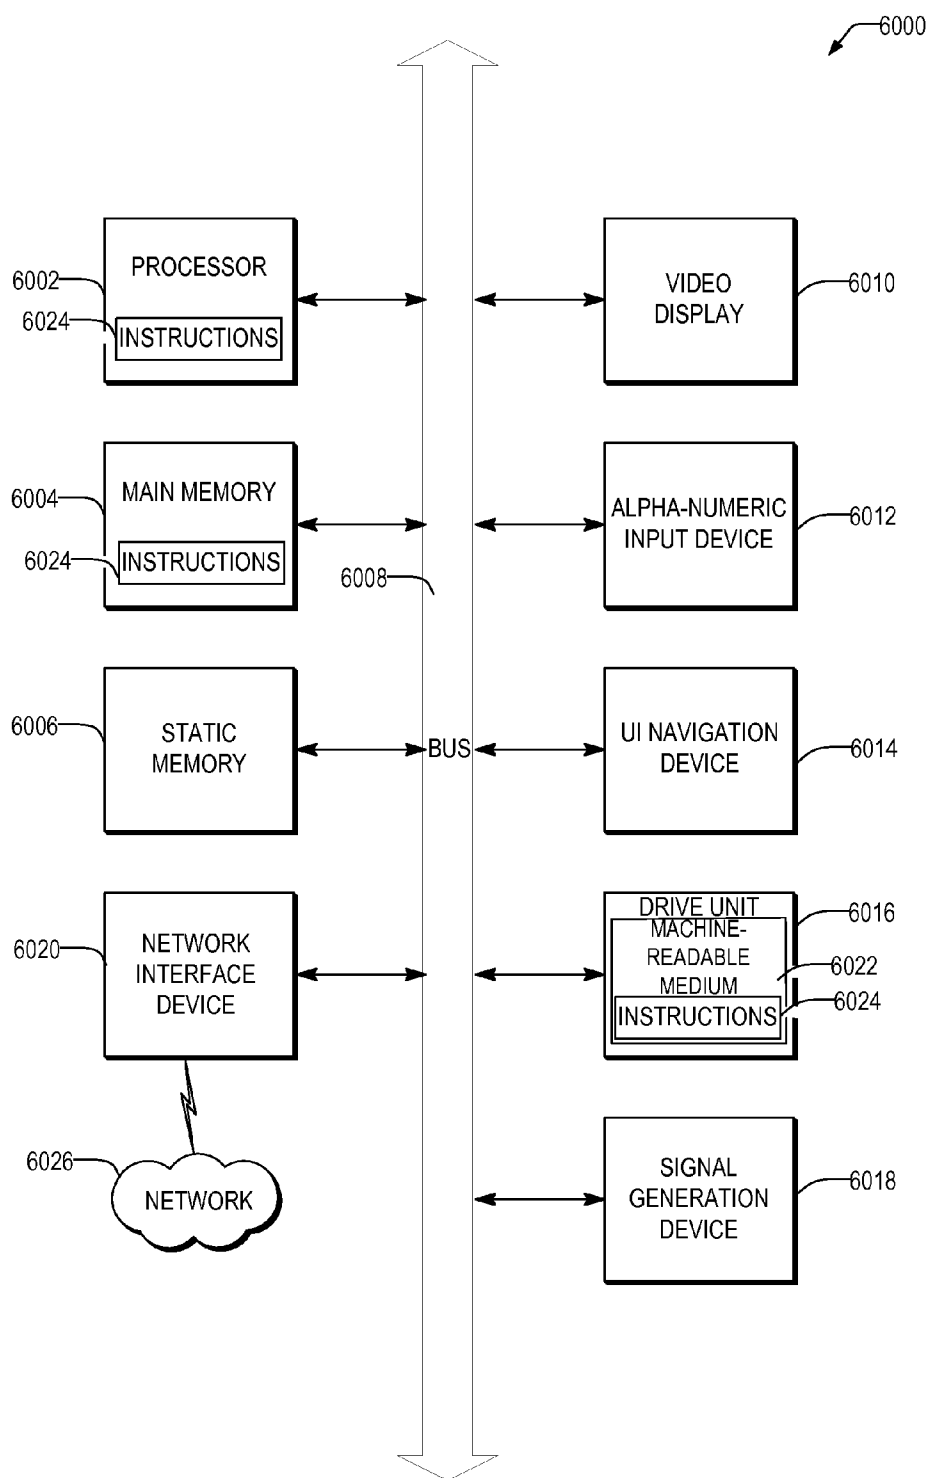 6000
PROCESSOR
6002
6024
INSTRUCTIONS
VIDEO
DISPLAY
6010
MAIN MEMORY
6004
6024
INSTRUCTIONS
6008
ALPHA-NUMERIC
INPUT DEVICE
6012
6006
STATIC
MEMORY
BUS
UI NAVIGATION
DEVICE
6014
6020
NETWORK
INTERFACE
DEVICE
DRIVE UNIT
6016
MACHINE-
READABLE
MEDIUM
6022
INSTRUCTIONS
6024
6026
NETWORK
SIGNAL
GENERATION
DEVICE
6018